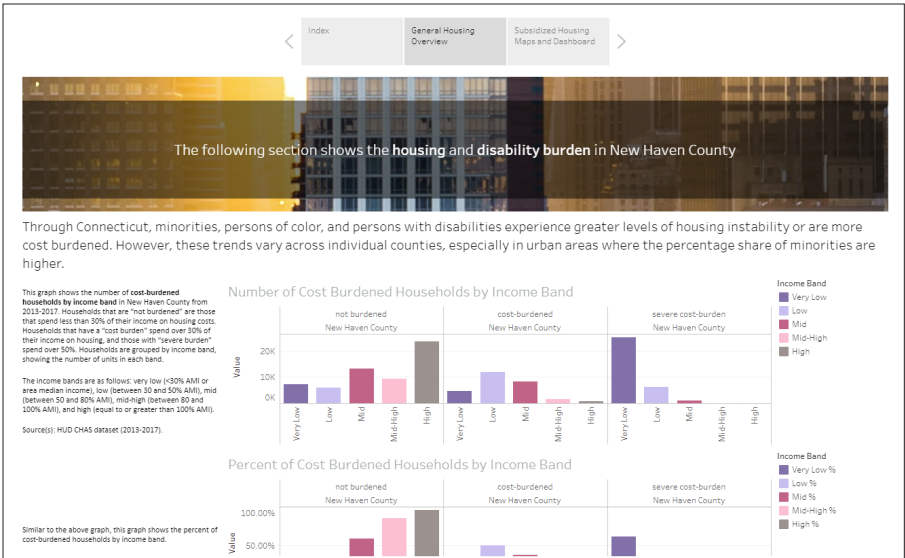 Index
General Housing
Overview
Subsidized Housing
Maps and Dashboard
The following section shows the housing and disability burden in New Haven County
Through Connecticut, minorities, persons of color, and persons with disabilities experience greater levels of housing instability or are more
cost burdened. However, these trends vary across individual counties, especially in urban areas where the percentage share of minorities are
higher.
This graph shows the number of cost-burdened
households by income band in New Haven County from
2013-2017. Households that are "not burdened" are those
that spend less than 30% of their income on housing costs.
Households that have a "cost burden" spend over 30% of
their income on housing, and those with "severe burden"
spend over 50%. Households are grouped by income band,
showing the number of units in each band.
The income bands are as follows: very low (<30% AMI or
area median income), low (between 30 and 50% AMI), mid
(between 50 and 80% AMI), mid-high (between 80 and
100% AMI), and high (equal to or greater than 100% AMI).
Source(s): HUD CHAS dataset (2013-2017).
Number of Cost Burdened Households by Income Band
not burdened
New Haven County
cost-burdened
New Haven County
severe cost-burden
New Haven County
Value
20K
10K
0K
Very Low
Low
Mid
Mid-High
High
Very Low
Low
Mid
Mid-High
High
Very Low
Low
Mid
Mid-High
High
Income Band
Very Low
Low
Mid
Mid-High
High
Percent of Cost Burdened Households by Income Band
not burdened
New Haven County
cost-burdened
New Haven County
severe cost-burden
New Haven County
Value
100.00%
50.00%
Income Band
Very Low %
Low %
Mid %
Mid-High %
High %
Similar to the above graph, this graph shows the percent of
cost-burdened households by income band.